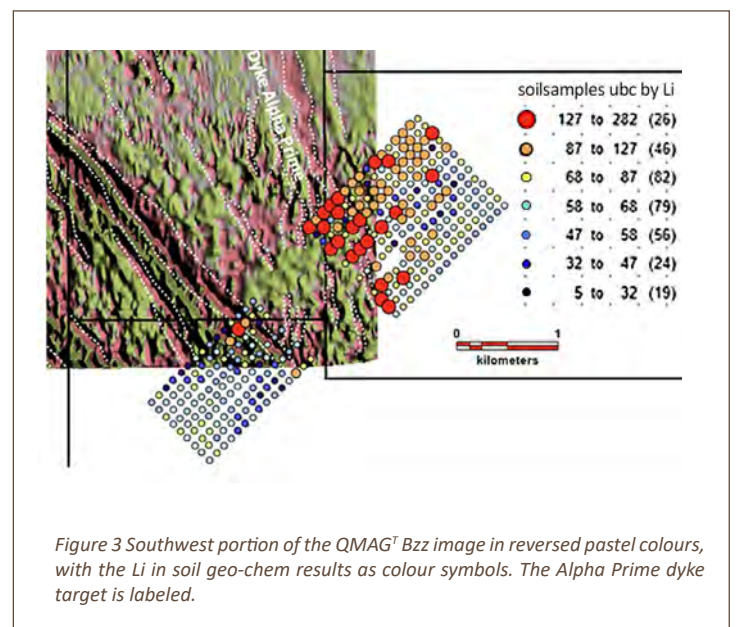 Dyke Alpha Prime
soilsamples ubc by Li
127 to 282 (26)
87 to 127 (46)
68 to 87 (82)
58 to 68 (79)
47 to 58 (56)
32 to 47 (24)
5 to 32 (19)
0 1
kilometers
Figure 3 Southwest portion of the QMAGᵀ Bzz image in reversed pastel colours,
with the Li in soil geo-chem results as colour symbols. The Alpha Prime dyke
target is labeled.